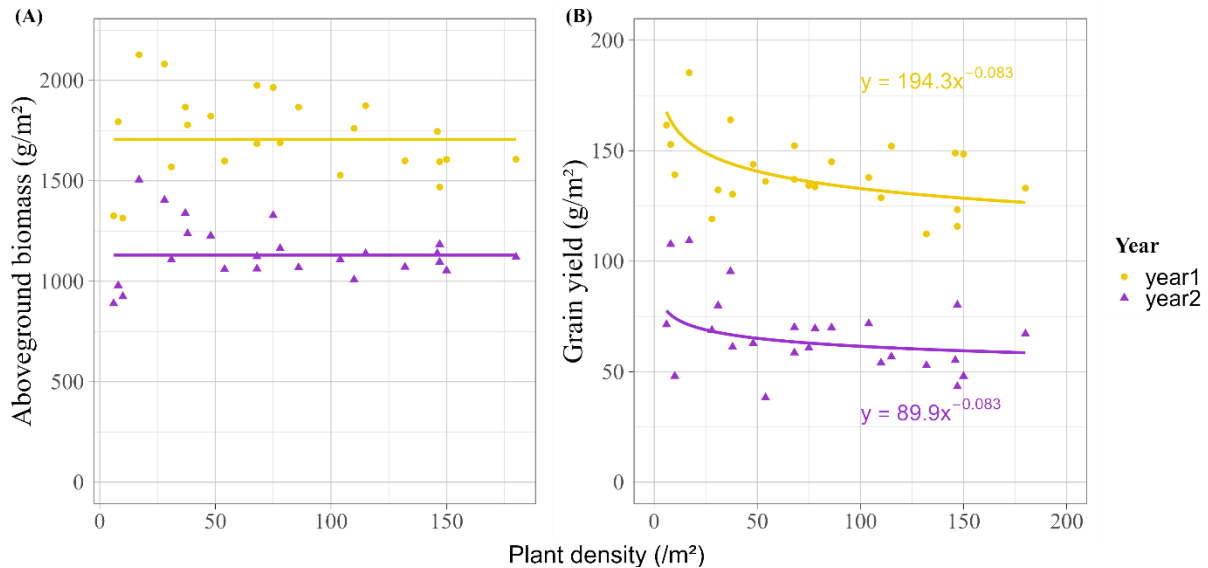 (A)
Aboveground biomass (g/m²)
2000
1500
1000
500
0
0 50 100 150
(B)
Grain yield (g/m²)
200
150
100
50
0
0 50 100 150 200
y = 194.3x⁻⁰·⁰⁸³
y = 89.9x⁻⁰·⁰⁸³
Plant density (/m²)
Year
year1
year2